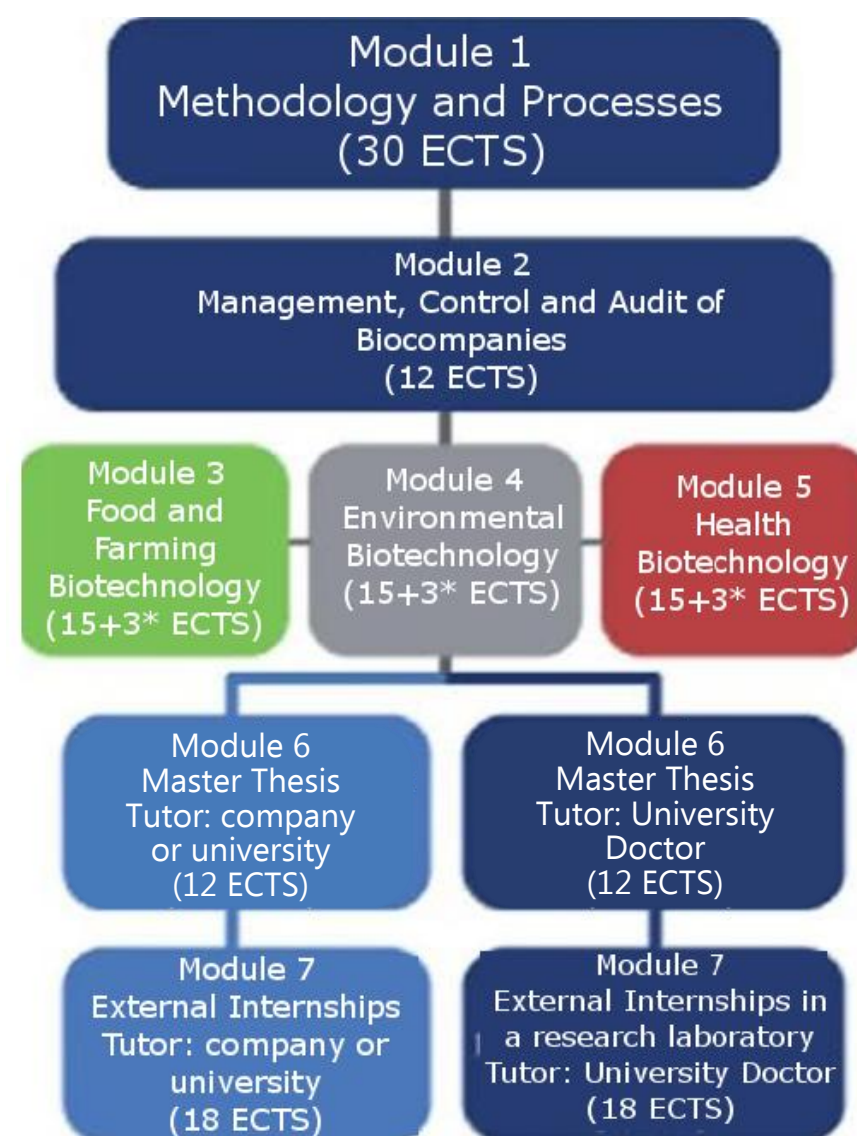 Module 1
Methodology and Processes
(30 ECTS)
Module 2
Management, Control and Audit of
Biocompanies
(12 ECTS)
Module 3
Food and
Farming
Biotechnology
(15+3* ECTS)
Module 4
Environmental
Biotechnology
(15+3* ECTS)
Module 5
Health
Biotechnology
(15+3* ECTS)
Module 6
Master Thesis
Tutor: company
or university
(12 ECTS)
Module 6
Master Thesis
Tutor: University
Doctor
(12 ECTS)
Module 7
External Internships
Tutor: company or
university
(18 ECTS)
Module 7
External Internships in
a research laboratory
Tutor: University Doctor
(18 ECTS)